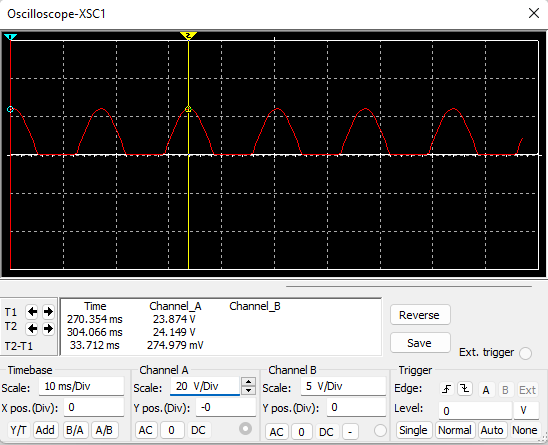 Oscilloscope-XSC1
1
2
Time Channel_A Channel_B
T1 270.354 ms 23.874 V
T2 304.066 ms 24.149 V
T2-T1 33.712 ms 274.979 mV
Reverse
Save
Ext. trigger
Timebase
Scale: 10 ms/Div
X pos.(Div): 0
Y/T Add B/A A/B
Channel A
Scale: 20 V/Div
Y pos.(Div): -0
AC 0 DC
Channel B
Scale: 5 V/Div
Y pos.(Div): 0
AC 0 DC -
Trigger
Edge: A B Ext
Level: 0 V
Single Normal Auto None